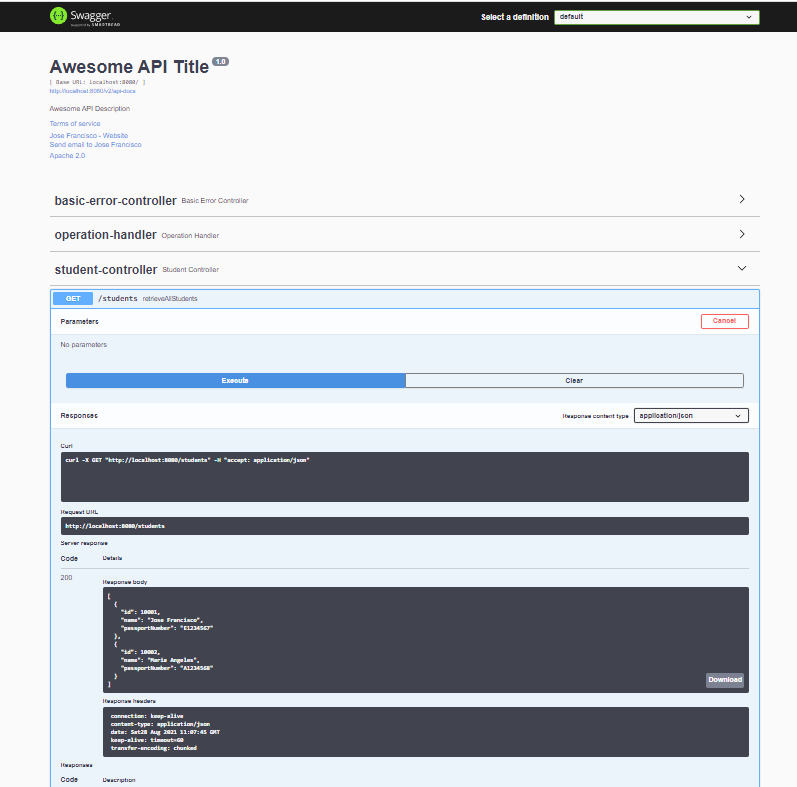 Swagger
Supported by SMARTBEAR
Select a definition
default
Awesome API Title 1.0
[ Base URL: localhost:8080/ ]
http://localhost:8080/v2/api-docs
Awesome API Description
Terms of service
Jose Francisco - Website
Send email to Jose Francisco
Apache 2.0
basic-error-controller Basic Error Controller
operation-handler Operation Handler
student-controller Student Controller
GET /students retrieveAllStudents
Parameters
Cancel
No parameters
Execute
Clear
Responses
Response content type
application/json
Curl
curl -X GET "http://localhost:8080/students" -H "accept: application/json"
Request URL
http://localhost:8080/students
Server response
Code Details
200
Response body
[
{
"id": 10001,
"name": "Jose Francisco",
"passportNumber": "E1234567"
},
{
"id": 10002,
"name": "Maria Angeles",
"passportNumber": "A1234568"
}
]
Download
Response headers
connection: keep-alive
content-type: application/json
date: Sat28 Aug 2021 11:07:45 GMT
keep-alive: timeout=60
transfer-encoding: chunked
Responses
Code Description